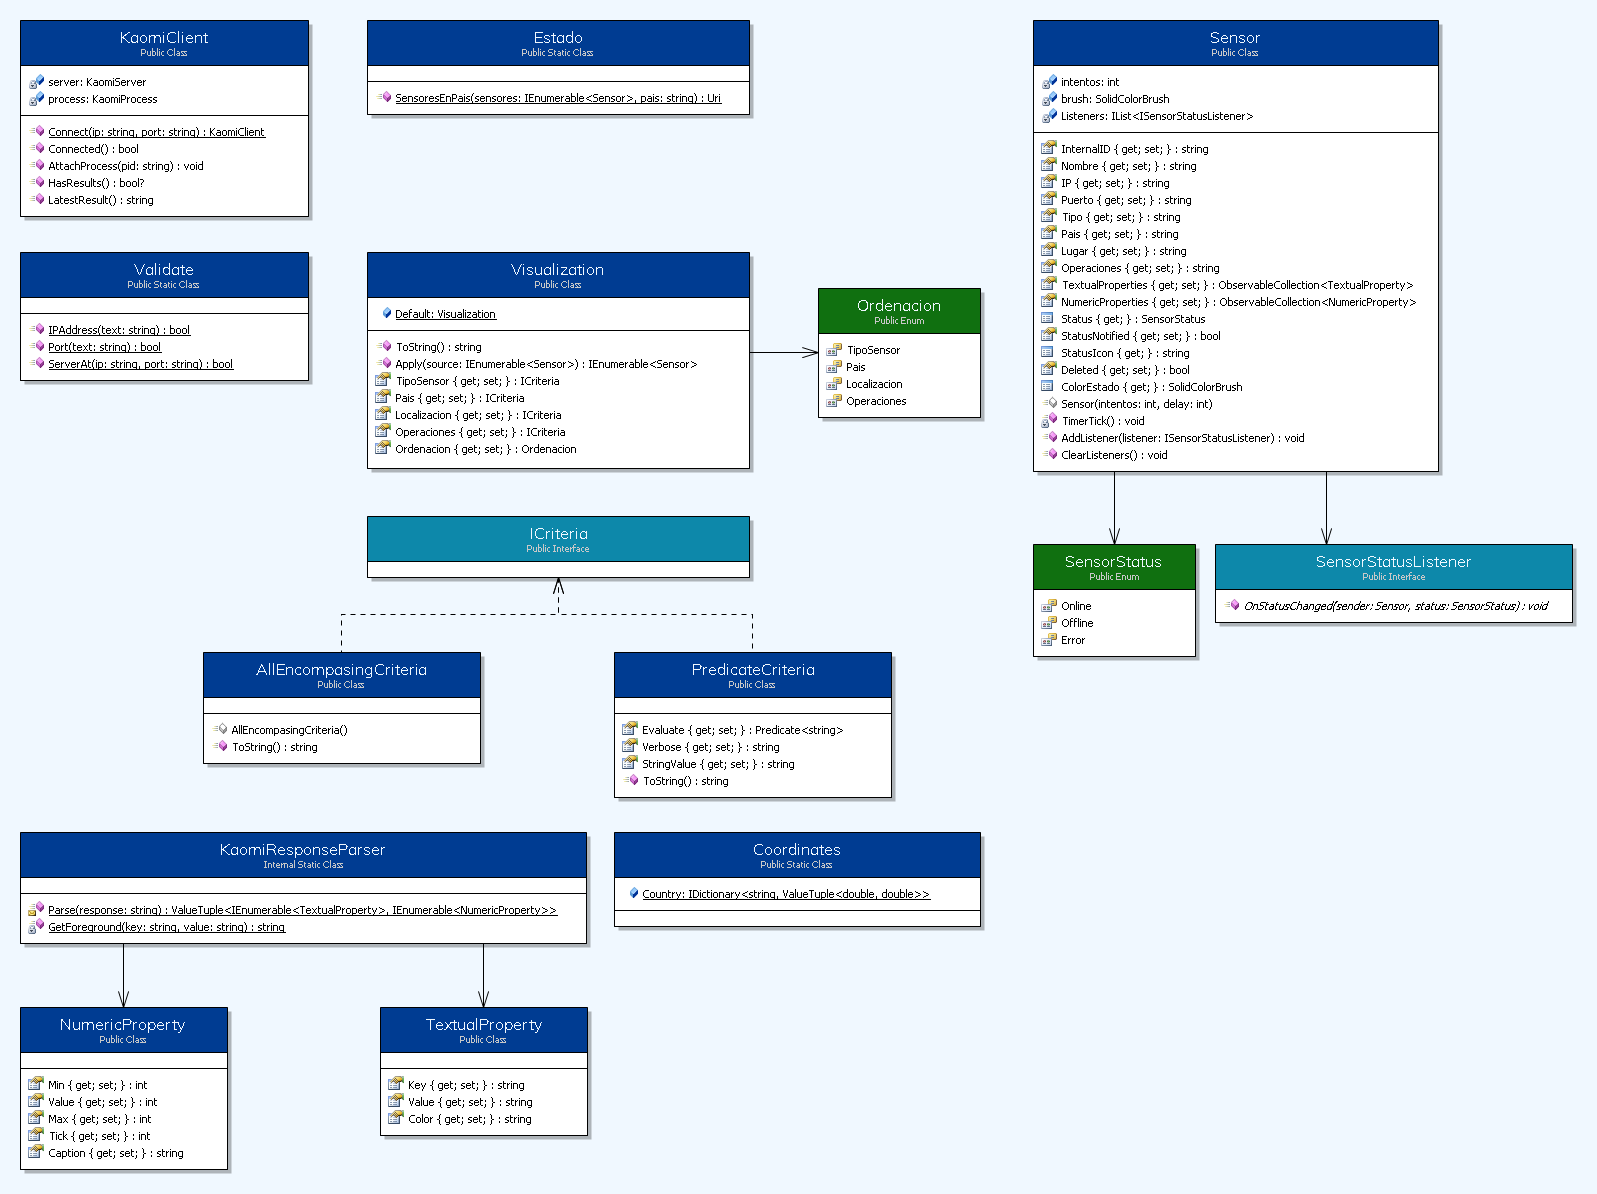 KaomiClient
Public Class
server: KaomiServer
process: KaomiProcess
Connect(ip: string, port: string) : KaomiClient
Connected() : bool
AttachProcess(pid: string) : void
HasResults() : bool?
LatestResult() : string
Estado
Public Static Class
SensoresEnPais(sensores: IEnumerable<Sensor>, pais: string) : Uri
Sensor
Public Class
intentos: int
brush: SolidColorBrush
Listeners: IList<ISensorStatusListener>
InternalID { get; set; } : string
Nombre { get; set; } : string
IP { get; set; } : string
Puerto { get; set; } : string
Tipo { get; set; } : string
Pais { get; set; } : string
Lugar { get; set; } : string
Operaciones { get; set; } : string
TextualProperties { get; set; } : ObservableCollection<TextualProperty>
NumericProperties { get; set; } : ObservableCollection<NumericProperty>
Status { get; } : SensorStatus
StatusNotified { get; set; } : bool
StatusIcon { get; } : string
Deleted { get; set; } : bool
ColorEstado { get; } : SolidColorBrush
Sensor(intentos: int, delay: int)
TimerTick() : void
AddListener(listener: ISensorStatusListener) : void
ClearListeners() : void
Validate
Public Static Class
IPAddress(text: string) : bool
Port(text: string) : bool
ServerAt(ip: string, port: string) : bool
Visualization
Public Class
Default: Visualization
ToString() : string
Apply(source: IEnumerable<Sensor>) : IEnumerable<Sensor>
TipoSensor { get; set; } : ICriteria
Pais { get; set; } : ICriteria
Localizacion { get; set; } : ICriteria
Operaciones { get; set; } : ICriteria
Ordenacion { get; set; } : Ordenacion
Ordenacion
Public Enum
TipoSensor
Pais
Localizacion
Operaciones
ICriteria
Public Interface
SensorStatus
Public Enum
Online
Offline
Error
SensorStatusListener
Public Interface
OnStatusChanged(sender: Sensor, status: SensorStatus) : void
AllEncompasingCriteria
Public Class
AllEncompasingCriteria()
ToString() : string
PredicateCriteria
Public Class
Evaluate { get; set; } : Predicate<string>
Verbose { get; set; } : string
StringValue { get; set; } : string
ToString() : string
KaomiResponseParser
Internal Static Class
Parse(response: string) : ValueTuple<IEnumerable<TextualProperty>, IEnumerable<NumericProperty>>
GetForeground(key: string, value: string) : string
Coordinates
Public Static Class
Country: IDictionary<string, ValueTuple<double, double>>
NumericProperty
Public Class
Min { get; set; } : int
Value { get; set; } : int
Max { get; set; } : int
Tick { get; set; } : int
Caption { get; set; } : string
TextualProperty
Public Class
Key { get; set; } : string
Value { get; set; } : string
Color { get; set; } : string